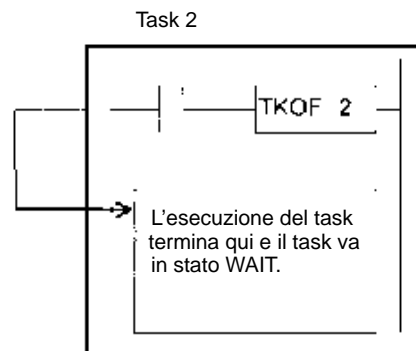 Task 2
TKOF 2
L'esecuzione del task
termina qui e il task va
in stato WAIT.